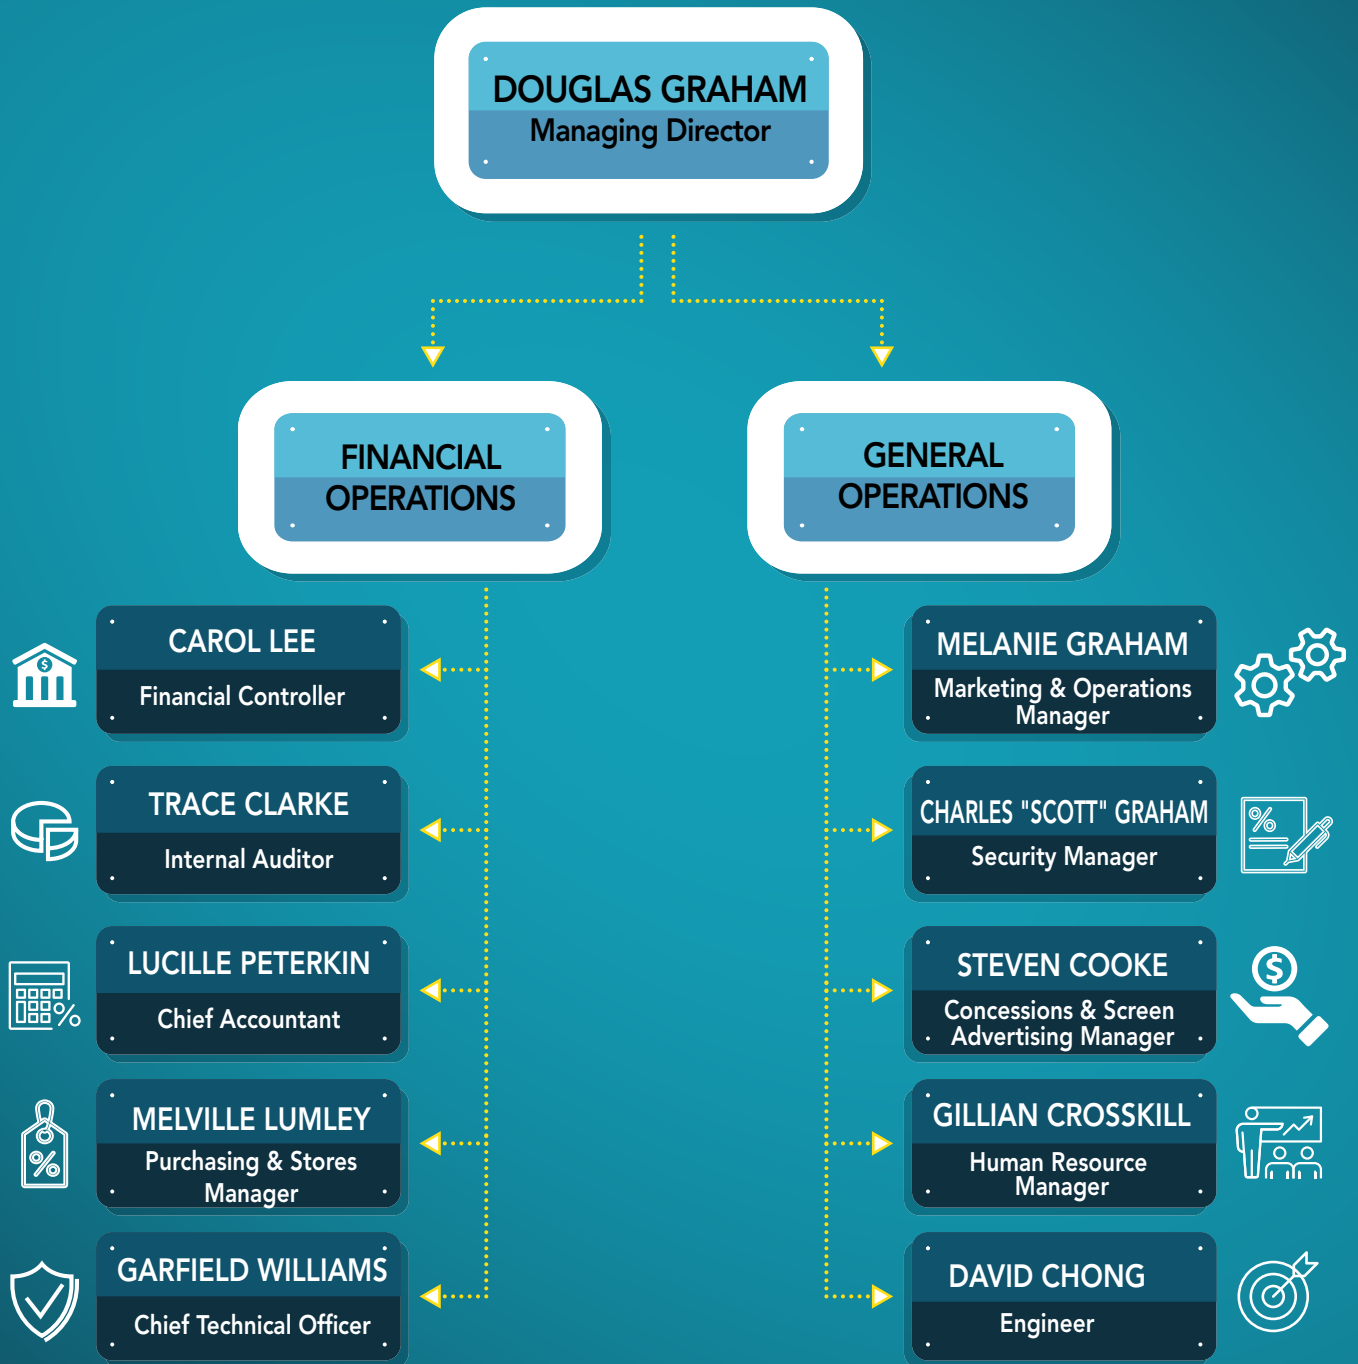 DOUGLAS GRAHAM
Managing Director
FINANCIAL
OPERATIONS
GENERAL
OPERATIONS
CAROL LEE
Financial Controller
TRACE CLARKE
Internal Auditor
LUCILLE PETERKIN
Chief Accountant
%
MELVILLE LUMLEY
Purchasing & Stores
Manager
%
GARFIELD WILLIAMS
Chief Technical Officer
MELANIE GRAHAM
Marketing & Operations
Manager
CHARLES "SCOTT" GRAHAM
Security Manager
%
STEVEN COOKE
Concessions & Screen
Advertising Manager
$
GILLIAN CROSSKILL
Human Resource
Manager
DAVID CHONG
Engineer
$